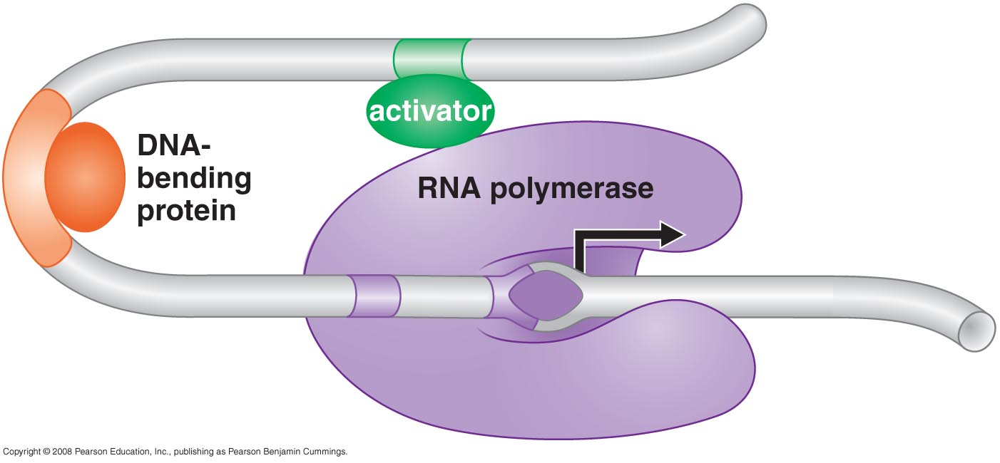 activator
DNA-
bending
protein
RNA polymerase
Copyright © 2008 Pearson Education, Inc., publishing as Pearson Benjamin Cummings.